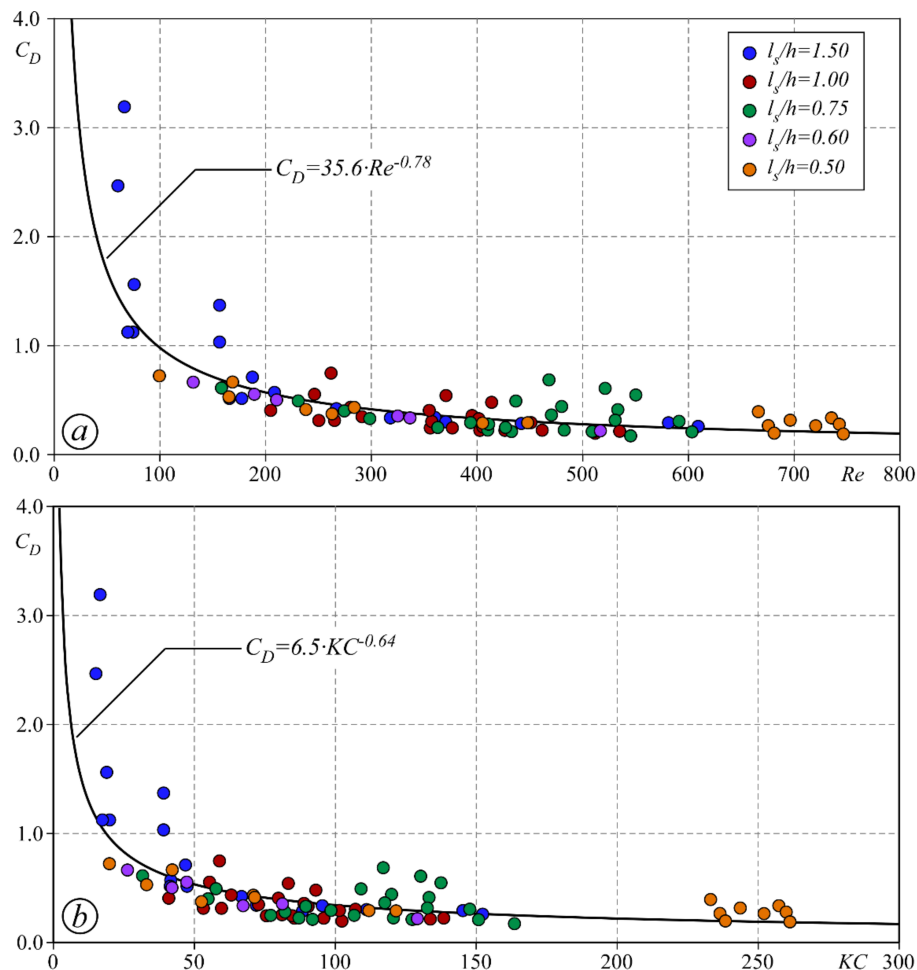 4.0
C_D
3.0
2.0
1.0
0.0
l_s/h=1.50
l_s/h=1.00
l_s/h=0.75
l_s/h=0.60
l_s/h=0.50
C_D=35.6·Re^-0.78
a
0 100 200 300 400 500 600 700 Re 800
4.0
C_D
3.0
2.0
1.0
0.0
C_D=6.5·KC^-0.64
b
0 50 100 150 200 250 KC 300